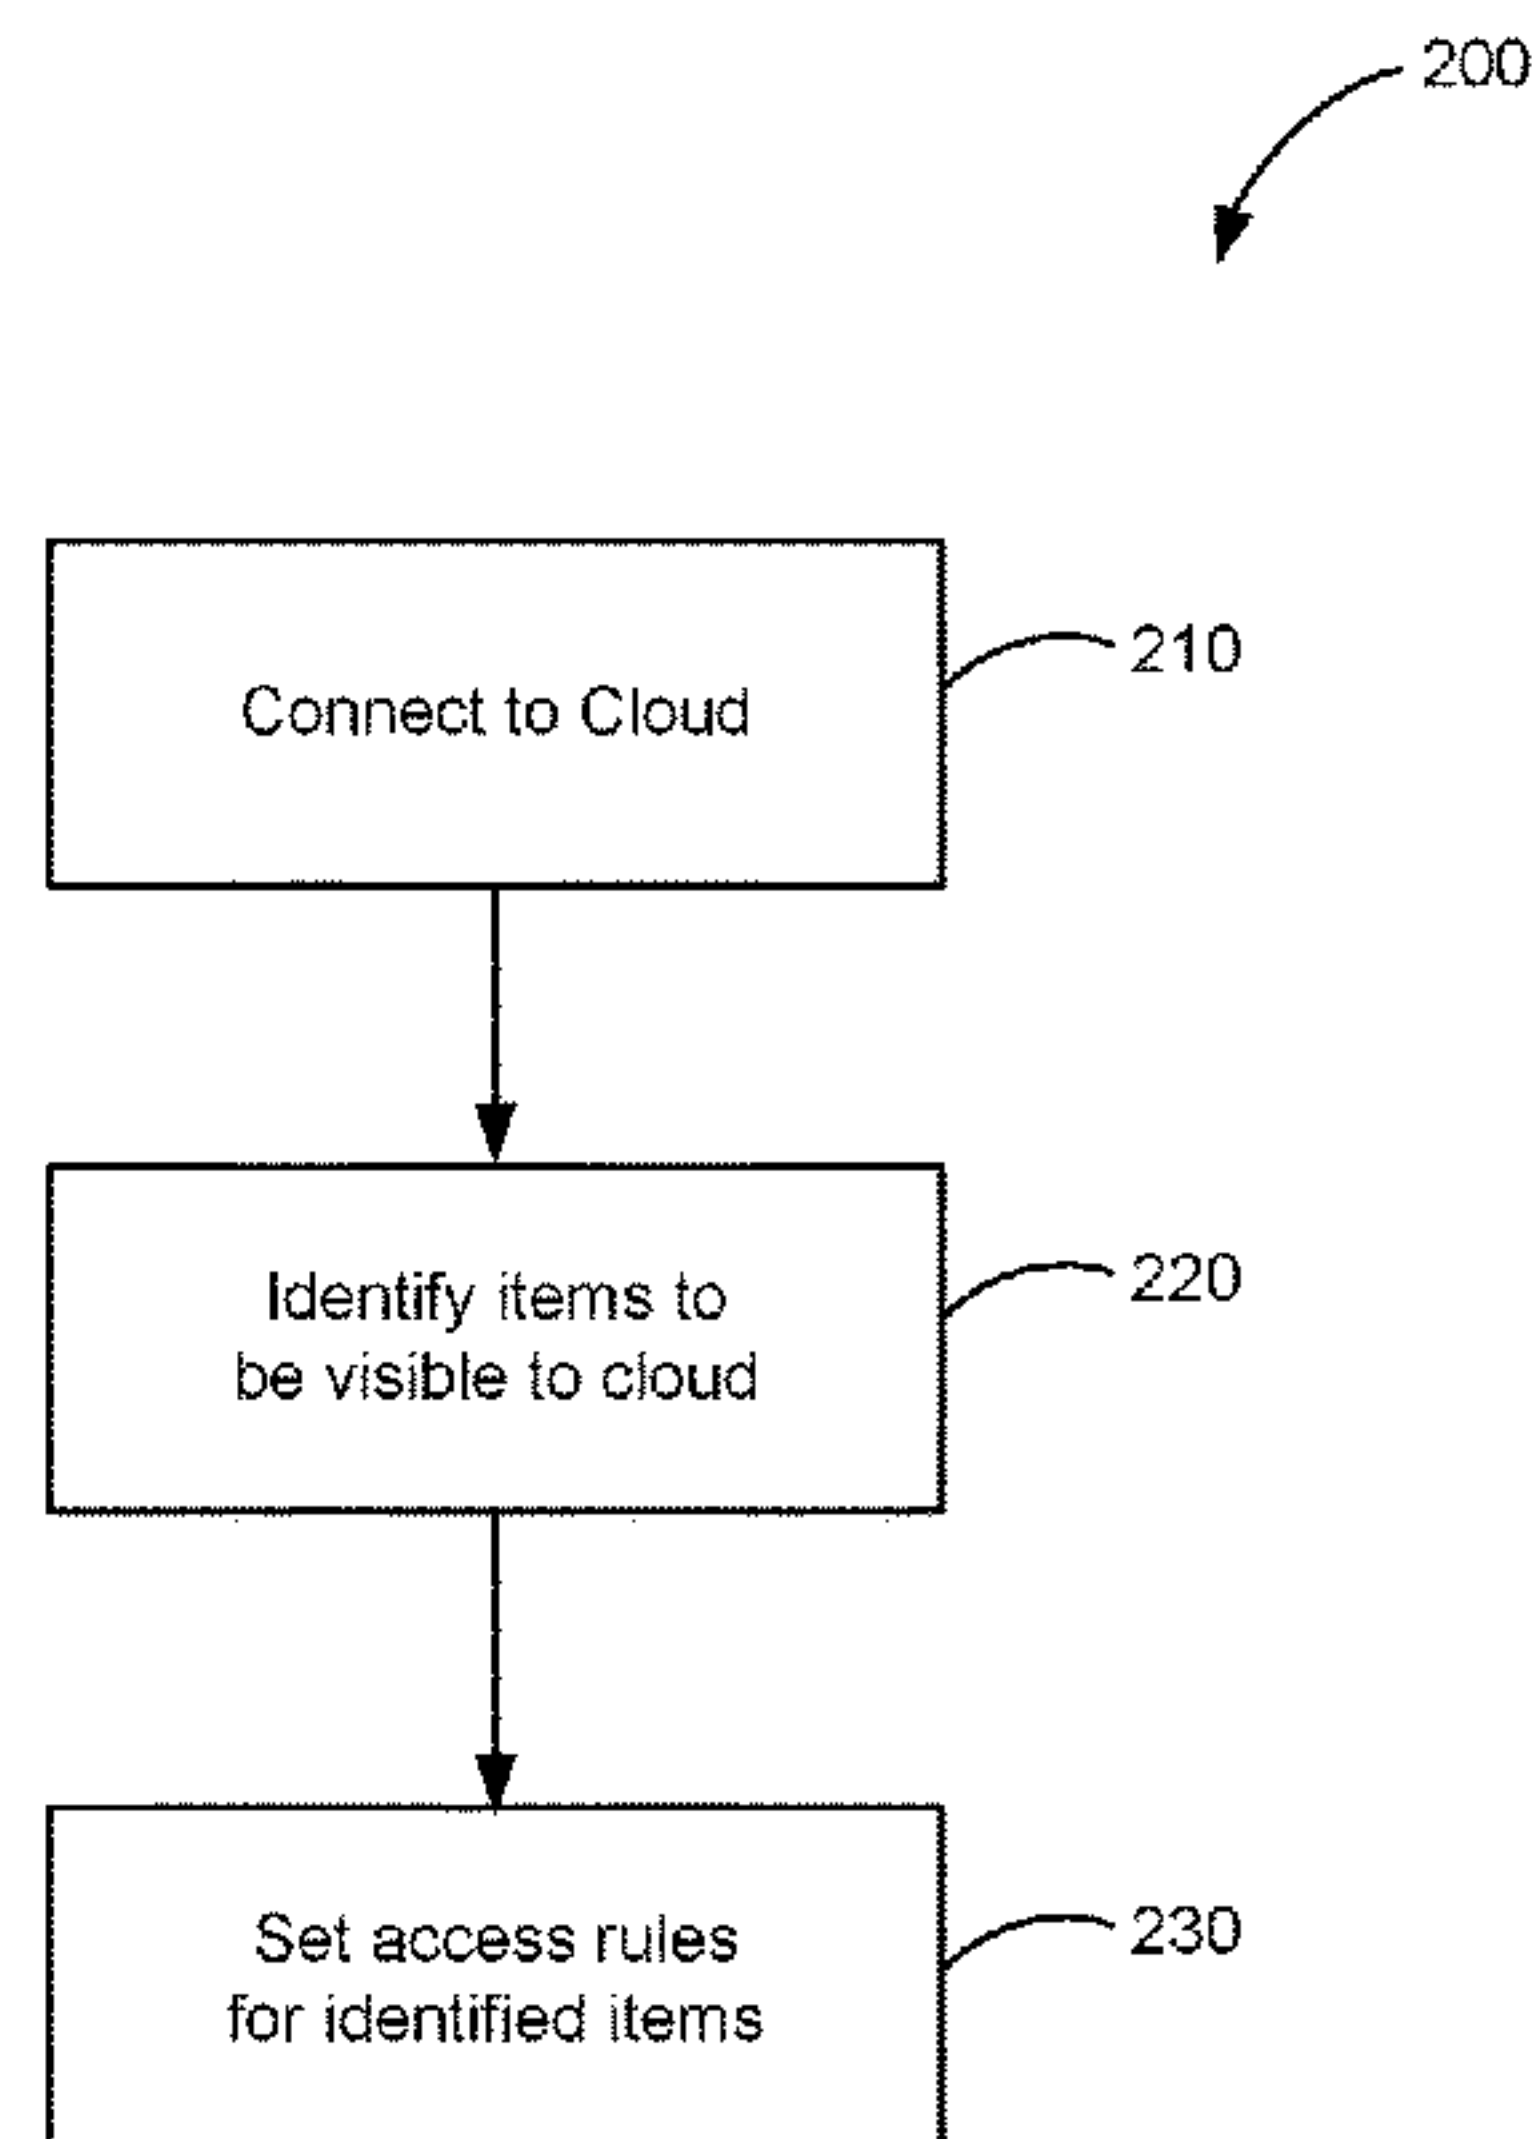 200
Connect to Cloud
210
Identify items to
be visible to cloud
220
Set access rules
for identified items
230